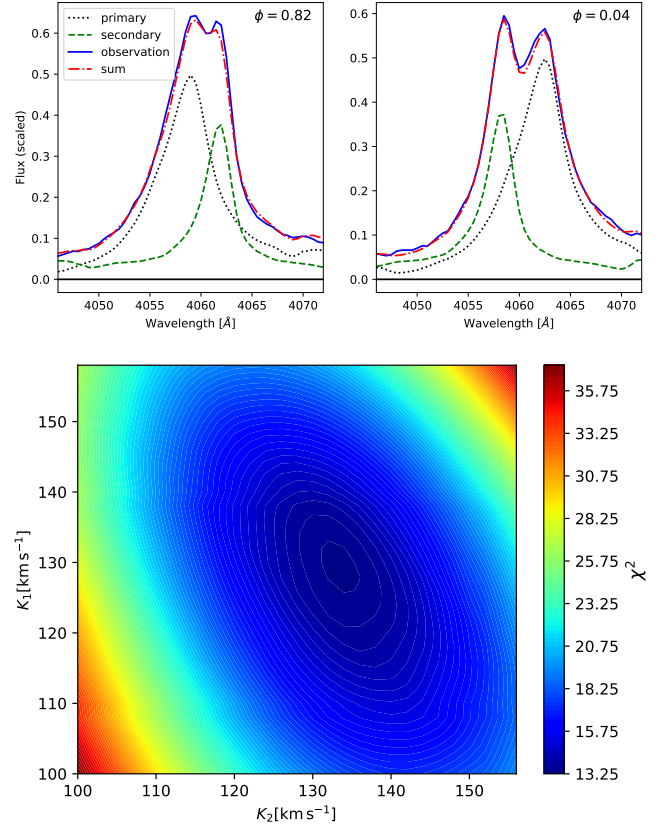 primary
secondary
observation
sum
ϕ = 0.82
0.6
0.5
0.4
0.3
0.2
0.1
0.0
Flux (scaled)
4050 4055 4060 4065 4070
Wavelength [Å]
ϕ = 0.04
0.6
0.5
0.4
0.3
0.2
0.1
0.0
4050 4055 4060 4065 4070
Wavelength [Å]
150
140
130
120
110
100
K₁[km s⁻¹]
100 110 120 130 140 150
K₂[km s⁻¹]
35.75
33.25
30.75
28.25
25.75
23.25
20.75
18.25
15.75
13.25
χ²